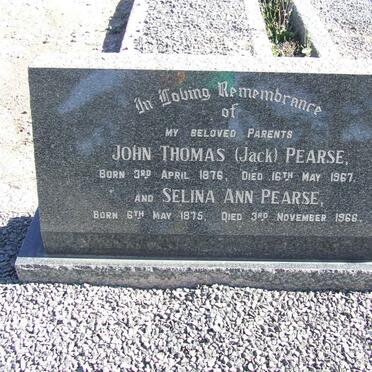 In Loving Remembrance
of
MY BELOVED PARENTS
JOHN THOMAS (Jack) PEARSE,
BORN 3RD APRIL 1876, DIED 16TH MAY 1967.
AND SELINA ANN PEARSE,
BORN 6TH MAY 1875, DIED 3RD NOVEMBER 1966.